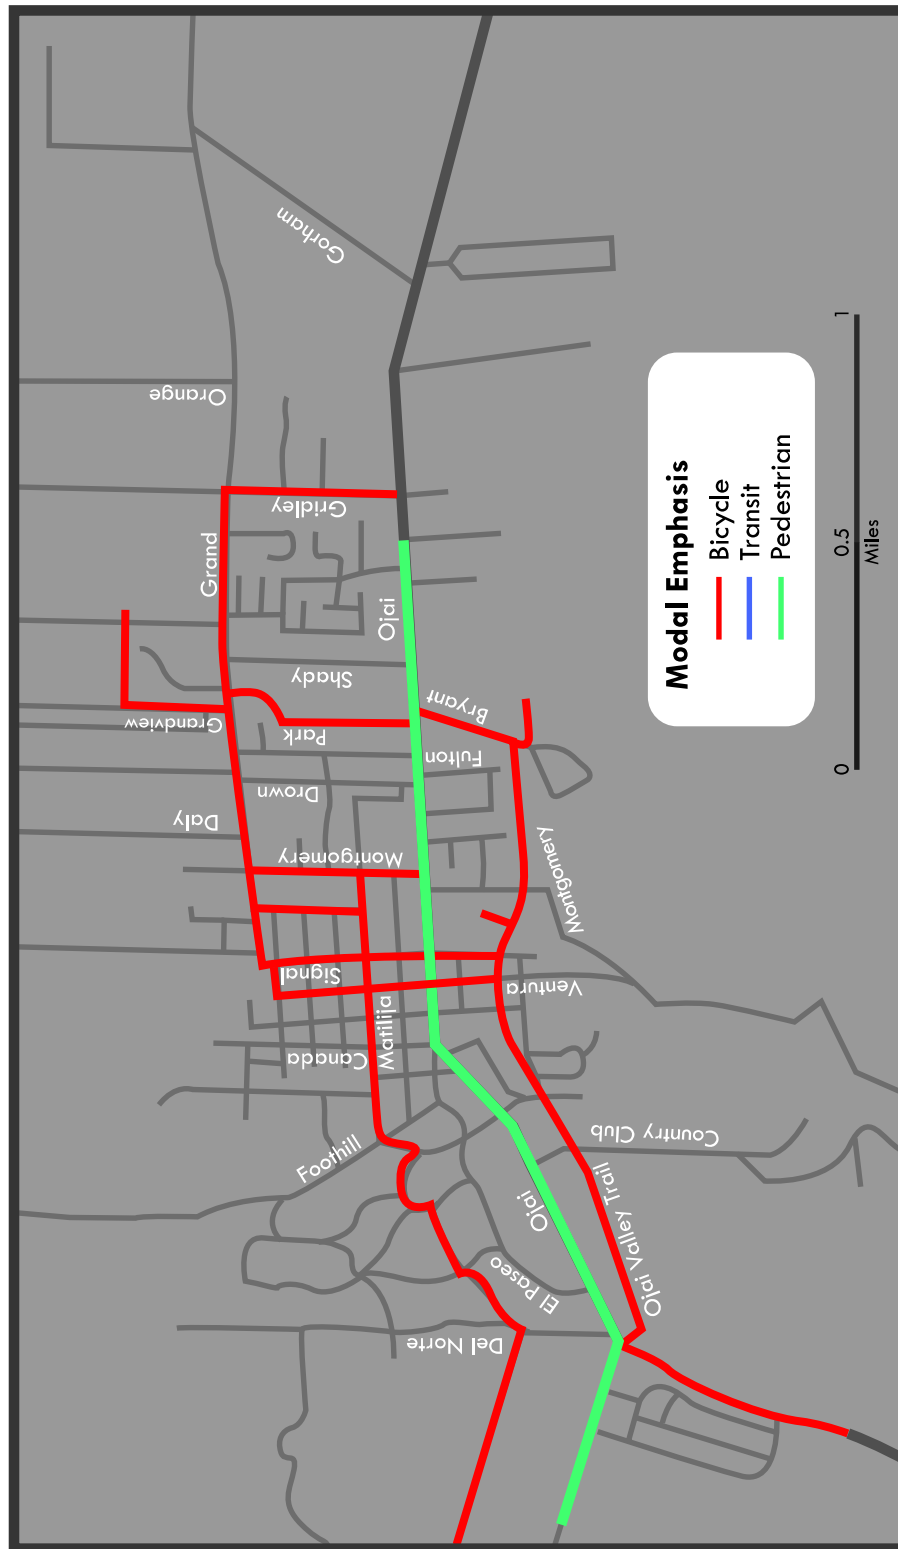 Gorham
Orange
Gridley
Grand
Ojai
Shady
Bryant
Grandview
Park
Fulton
Drown
Daly
Montgomery
Montgomery
Signal
Ventura
Matilija
Canada
Foothill
Country Club
Ojai
Ojai Valley Trail
El Paseo
Del Norte
Modal Emphasis
Bicycle
Transit
Pedestrian
0 0.5 1
Miles